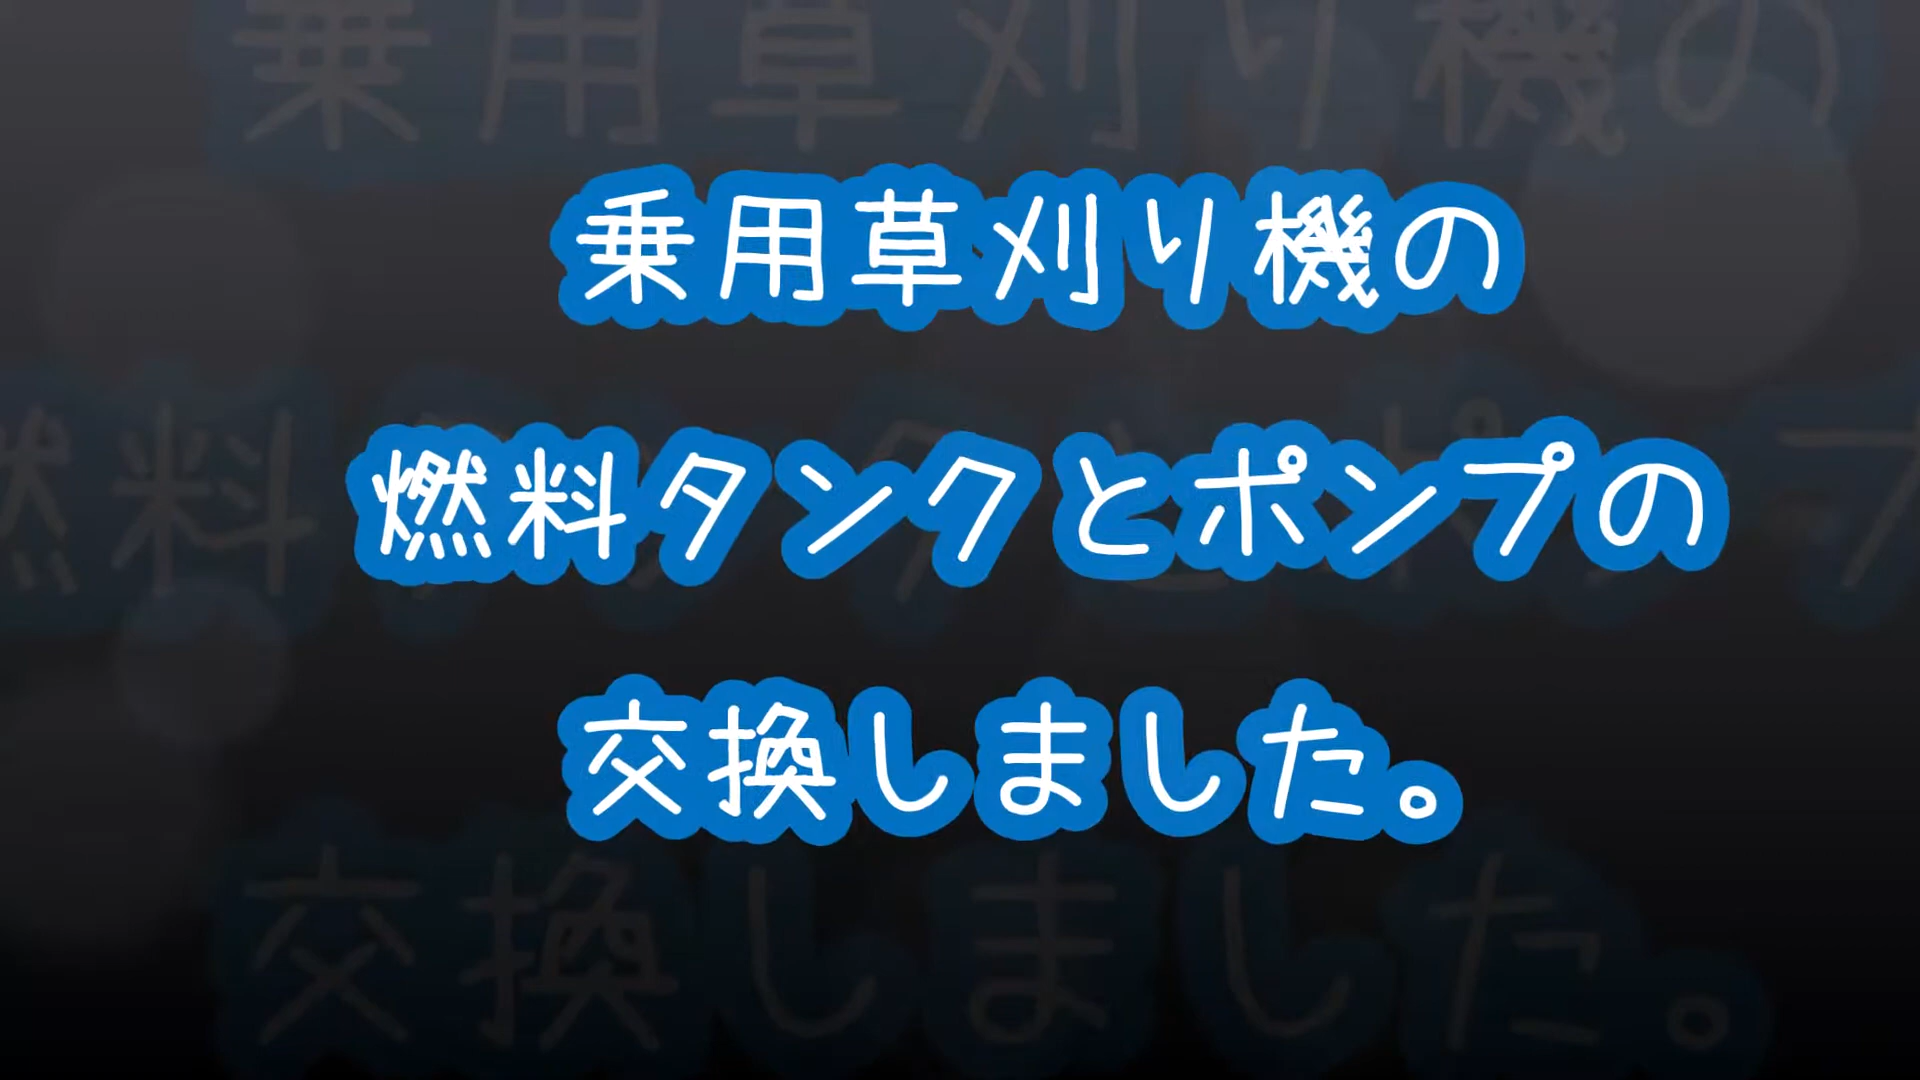 乗用草刈り機の
燃料タンクとポンプの
交換しました。